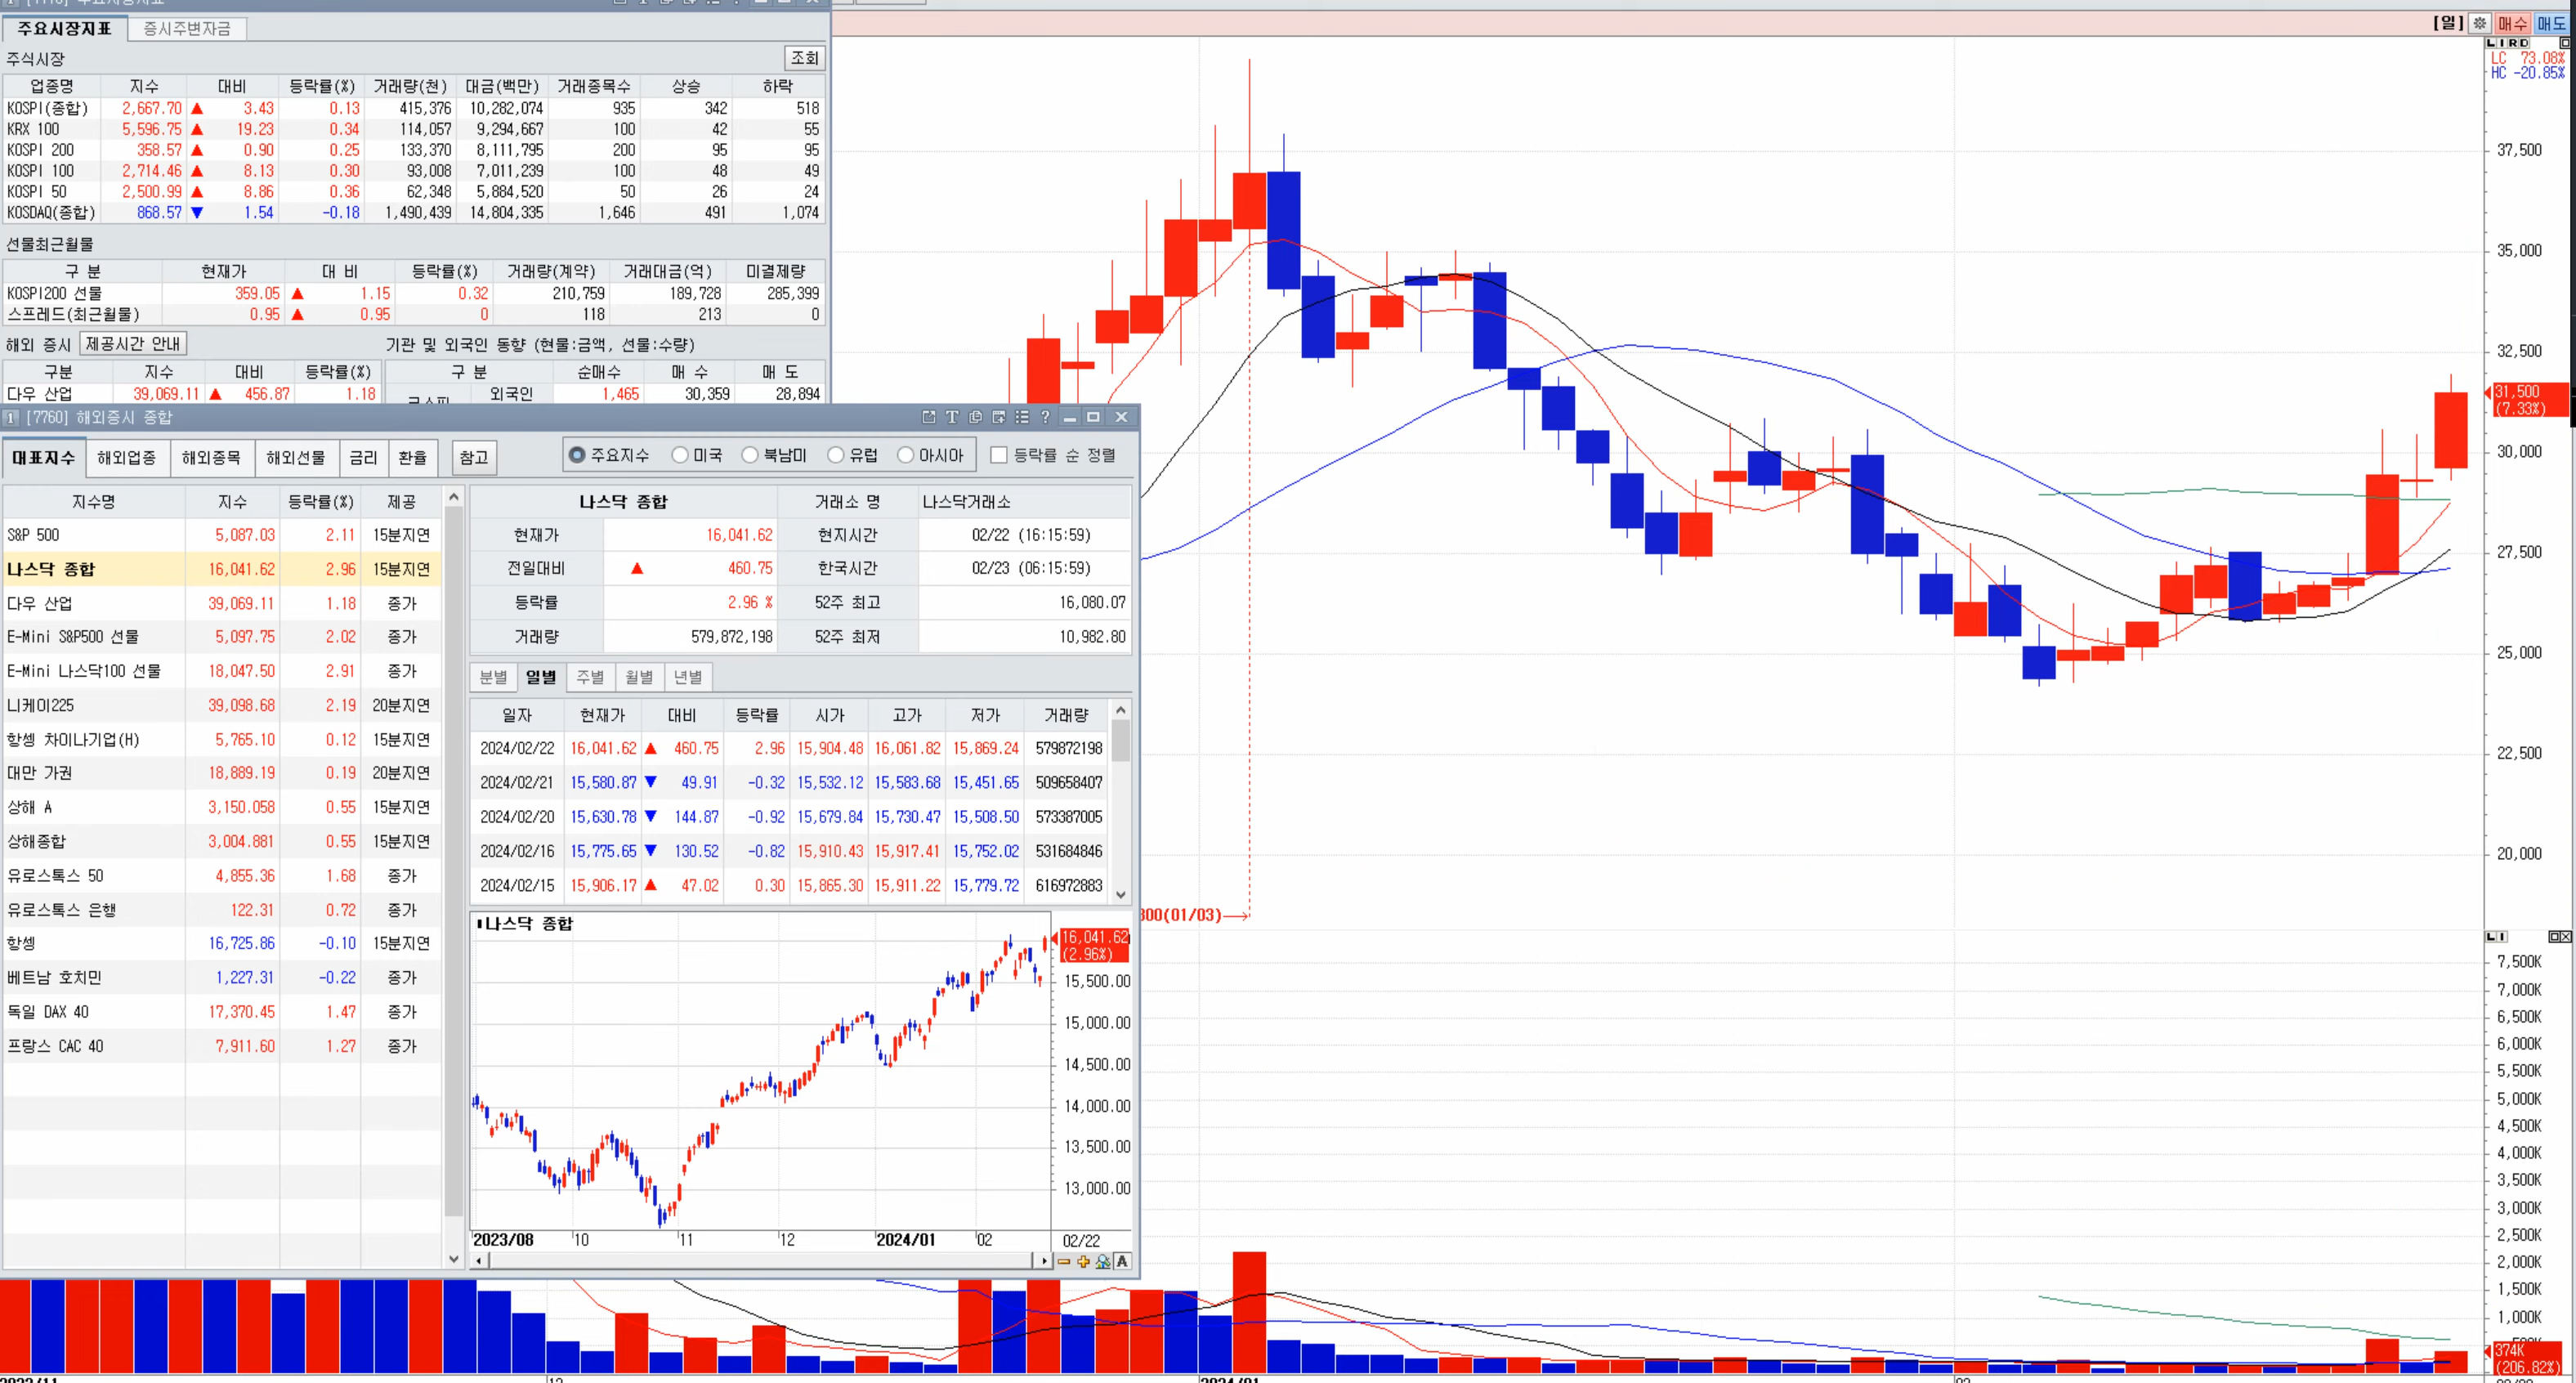 주요시장지표 증시주변자금
주식시장 조회
업종명 지수 대비 등락률(%) 거래량(천) 대금(백만) 거래종목수 상승 하락
KOSPI(종합) 2,667.70 ▲ 3.43 0.13 415,376 10,282,074 935 342 518
KRX 100 5,596.75 ▲ 19.23 0.34 114,057 9,294,667 100 42 55
KOSPI 200 358.57 ▲ 0.90 0.25 133,370 8,111,795 200 95 95
KOSPI 100 2,714.46 ▲ 8.13 0.30 93,008 7,011,239 100 48 49
KOSPI 50 2,500.99 ▲ 8.86 0.36 62,348 5,884,520 50 26 24
KOSDAQ(종합) 868.57 ▼ 1.54 -0.18 1,490,439 14,804,335 1,646 491 1,074
선물최근월물
구 분 현재가 대 비 등락률(%) 거래량(계약) 거래대금(억) 미결제량
KOSPI200 선물 359.05 ▲ 1.15 0.32 210,759 189,728 285,399
스프레드(최근월물) 0.95 ▲ 0.95 0 118 213 0
해외 증시 제공시간 안내 기관 및 외국인 동향 (현물:금액, 선물:수량)
구분 지수 대비 등락률(%) 구 분 순매수 매 수 매 도
다우 산업 39,069.11 ▲ 456.87 1.18 외국인 1,465 30,359 28,894
1 [7760] 해외증시 종합
대표지수 해외업종 해외종목 해외선물 금리 환율 참고 주요지수 미국 북남미 유럽 아시아 등락률 순 정렬
지수명 지수 등락률(%) 제공
S&P 500 5,087.03 2.11 15분지연
나스닥 종합 16,041.62 2.96 15분지연
다우 산업 39,069.11 1.18 종가
E-Mini S&P500 선물 5,097.75 2.02 종가
E-Mini 나스닥100 선물 18,047.50 2.91 종가
니케이225 39,098.68 2.19 20분지연
항셍 차이나기업(H) 5,765.10 0.12 15분지연
대만 가권 18,889.19 0.19 20분지연
상해 A 3,150.058 0.55 15분지연
상해종합 3,004.881 0.55 15분지연
유로스톡스 50 4,855.36 1.68 종가
유로스톡스 은행 122.31 0.72 종가
항셍 16,725.86 -0.10 15분지연
베트남 호치민 1,227.31 -0.22 종가
독일 DAX 40 17,370.45 1.47 종가
프랑스 CAC 40 7,911.60 1.27 종가
나스닥 종합 거래소 명 나스닥거래소
현재가 16,041.62 현지시간 02/22 (16:15:59)
전일대비 ▲ 460.75 한국시간 02/23 (06:15:59)
등락률 2.96 % 52주 최고 16,080.07
거래량 579,872,198 52주 최저 10,982.80
분별 일별 주별 월별 년별
일자 현재가 대비 등락률 시가 고가 저가 거래량
2024/02/22 16,041.62 ▲ 460.75 2.96 15,904.48 16,061.82 15,869.24 579872198
2024/02/21 15,580.87 ▼ 49.91 -0.32 15,532.12 15,583.68 15,451.65 509658407
2024/02/20 15,630.78 ▼ 144.87 -0.92 15,679.84 15,730.47 15,508.50 573387005
2024/02/16 15,775.65 ▼ 130.52 -0.82 15,910.43 15,917.41 15,752.02 531684846
2024/02/15 15,906.17 ▲ 47.02 0.30 15,865.30 15,911.22 15,779.72 616972883
나스닥 종합
16,041.62
(2.96%)
15,500.00
15,000.00
14,500.00
14,000.00
13,500.00
13,000.00
2023/08 10 11 12 2024/01 02 02/22
A
[일] 매수 매도
L I R D
LC 73.08%
HC -20.85%
37,500
35,000
32,500
31,500
(7.33%)
30,000
27,500
25,000
22,500
20,000
300(01/03)
L I
7,500K
7,000K
6,500K
6,000K
5,500K
5,000K
4,500K
4,000K
3,500K
3,000K
2,500K
2,000K
1,500K
1,000K
374K
(206.82%)